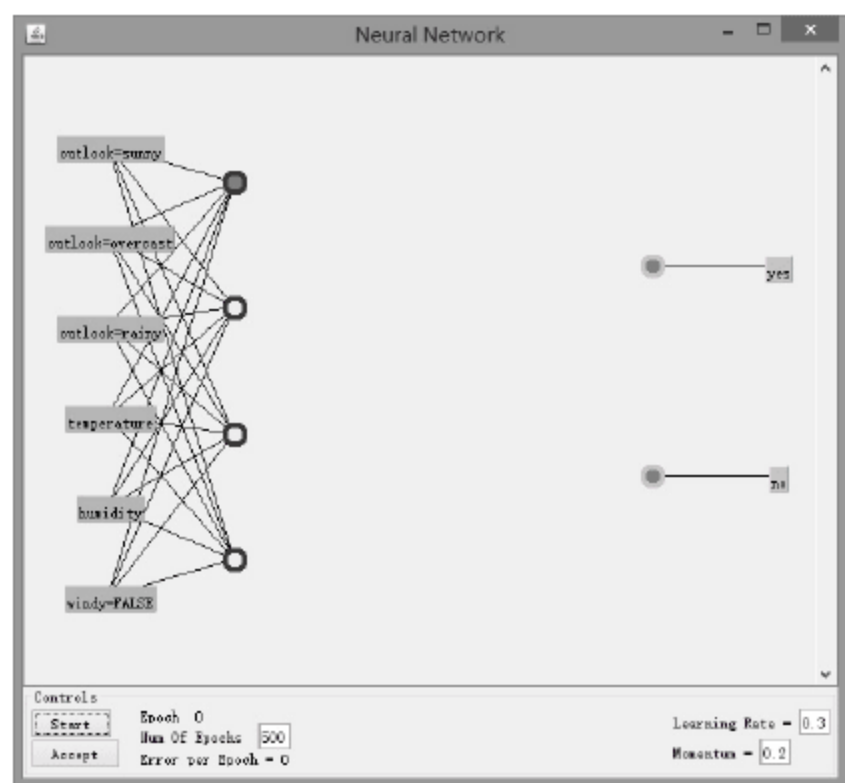 Neural Network
outlook=sunny
outlook=overcast
outlook=rainy
temperature
humidity
windy=FALSE
yes
no
Controls
Start
Accept
Epoch 0
Num Of Epochs 500
Error per Epoch = 0
Learning Rate = 0.3
Momentum = 0.2